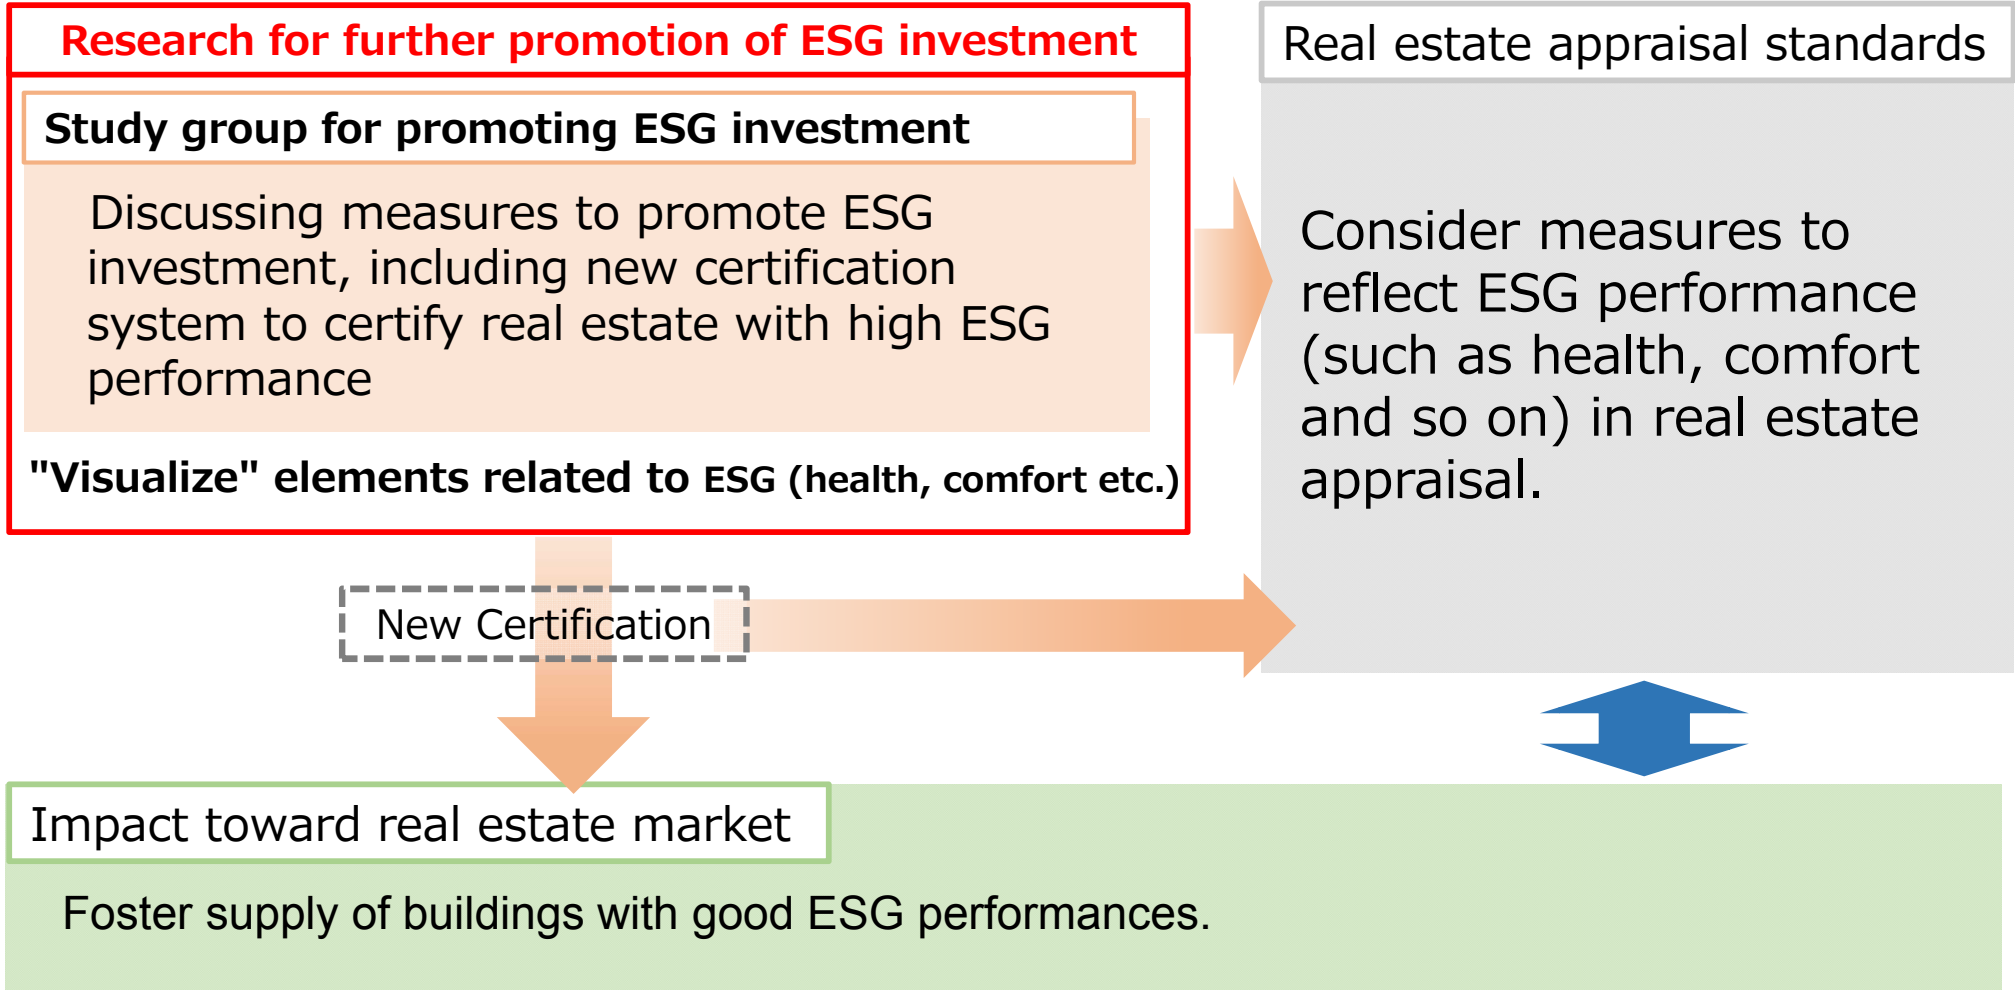 Research for further promotion of ESG investment
Study group for promoting ESG investment
Discussing measures to promote ESG
investment, including new certification
system to certify real estate with high ESG
performance
"Visualize" elements related to ESG (health, comfort etc.)
Real estate appraisal standards
Consider measures to
reflect ESG performance
(such as health, comfort
and so on) in real estate
appraisal.
New Certification
Impact toward real estate market
Foster supply of buildings with good ESG performances.